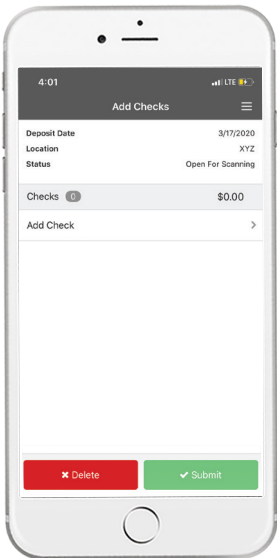 4:01 LTE
Add Checks
Deposit Date 3/17/2020
Location XYZ
Status Open For Scanning
Checks 0 $0.00
Add Check
Delete Submit